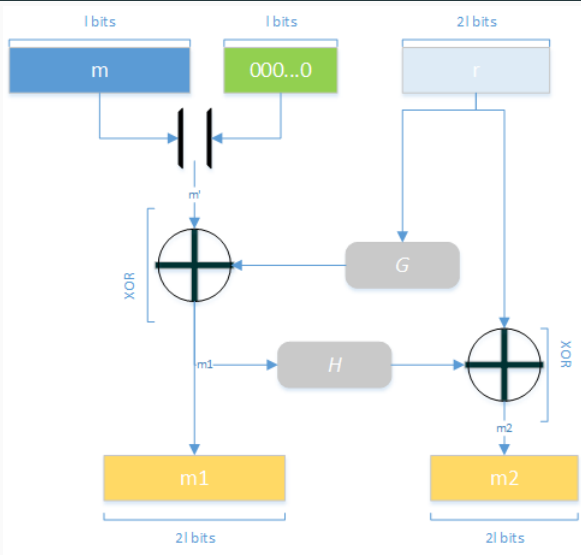 l bits
l bits
2l bits
m
000...0
r
m'
G
XOR
m1
H
XOR
m2
m1
m2
2l bits
2l bits